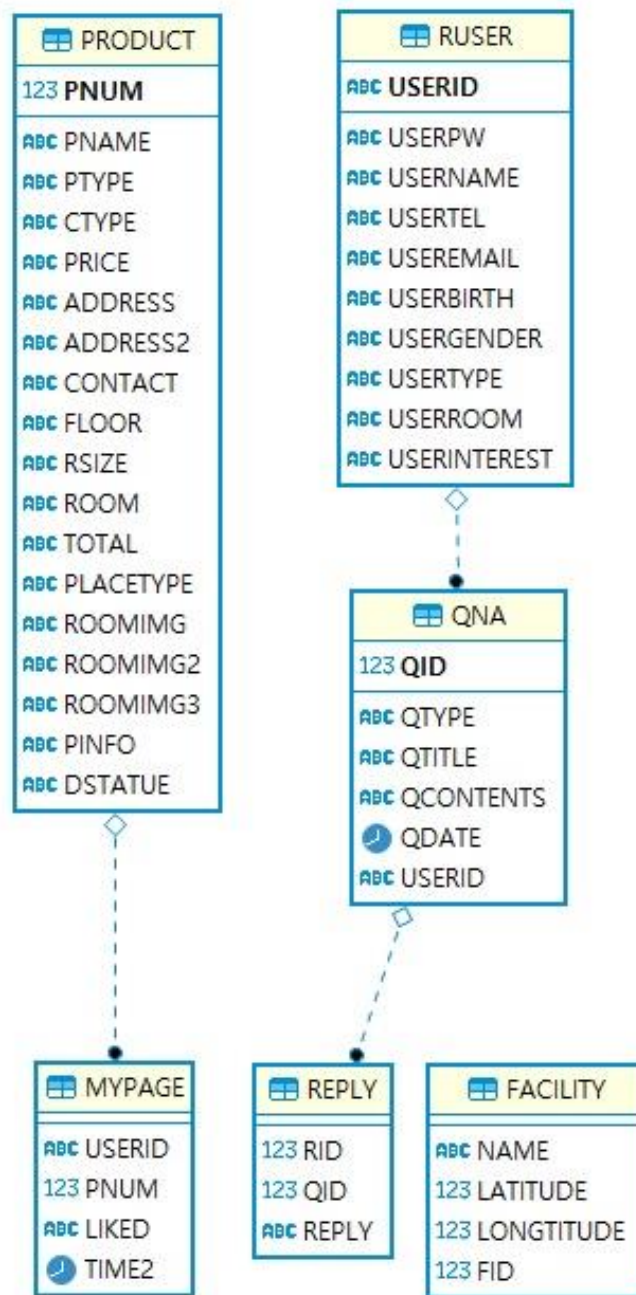 PRODUCT
123 PNUM
ABC PNAME
ABC PTYPE
ABC CTYPE
ABC PRICE
ABC ADDRESS
ABC ADDRESS2
ABC CONTACT
ABC FLOOR
ABC RSIZE
ABC ROOM
ABC TOTAL
ABC PLACETYPE
ABC ROOMIMG
ABC ROOMIMG2
ABC ROOMIMG3
ABC PINFO
ABC DSTATUE
RUSER
ABC USERID
ABC USERPW
ABC USERNAME
ABC USERTEL
ABC USEREMAIL
ABC USERBIRTH
ABC USERGENDER
ABC USERTYPE
ABC USERROOM
ABC USERINTEREST
QNA
123 QID
ABC QTYPE
ABC QTITLE
ABC QCONTENTS
QDATE
ABC USERID
MYPAGE
ABC USERID
123 PNUM
ABC LIKED
TIME2
REPLY
123 RID
123 QID
ABC REPLY
FACILITY
ABC NAME
123 LATITUDE
123 LONGTITUDE
123 FID